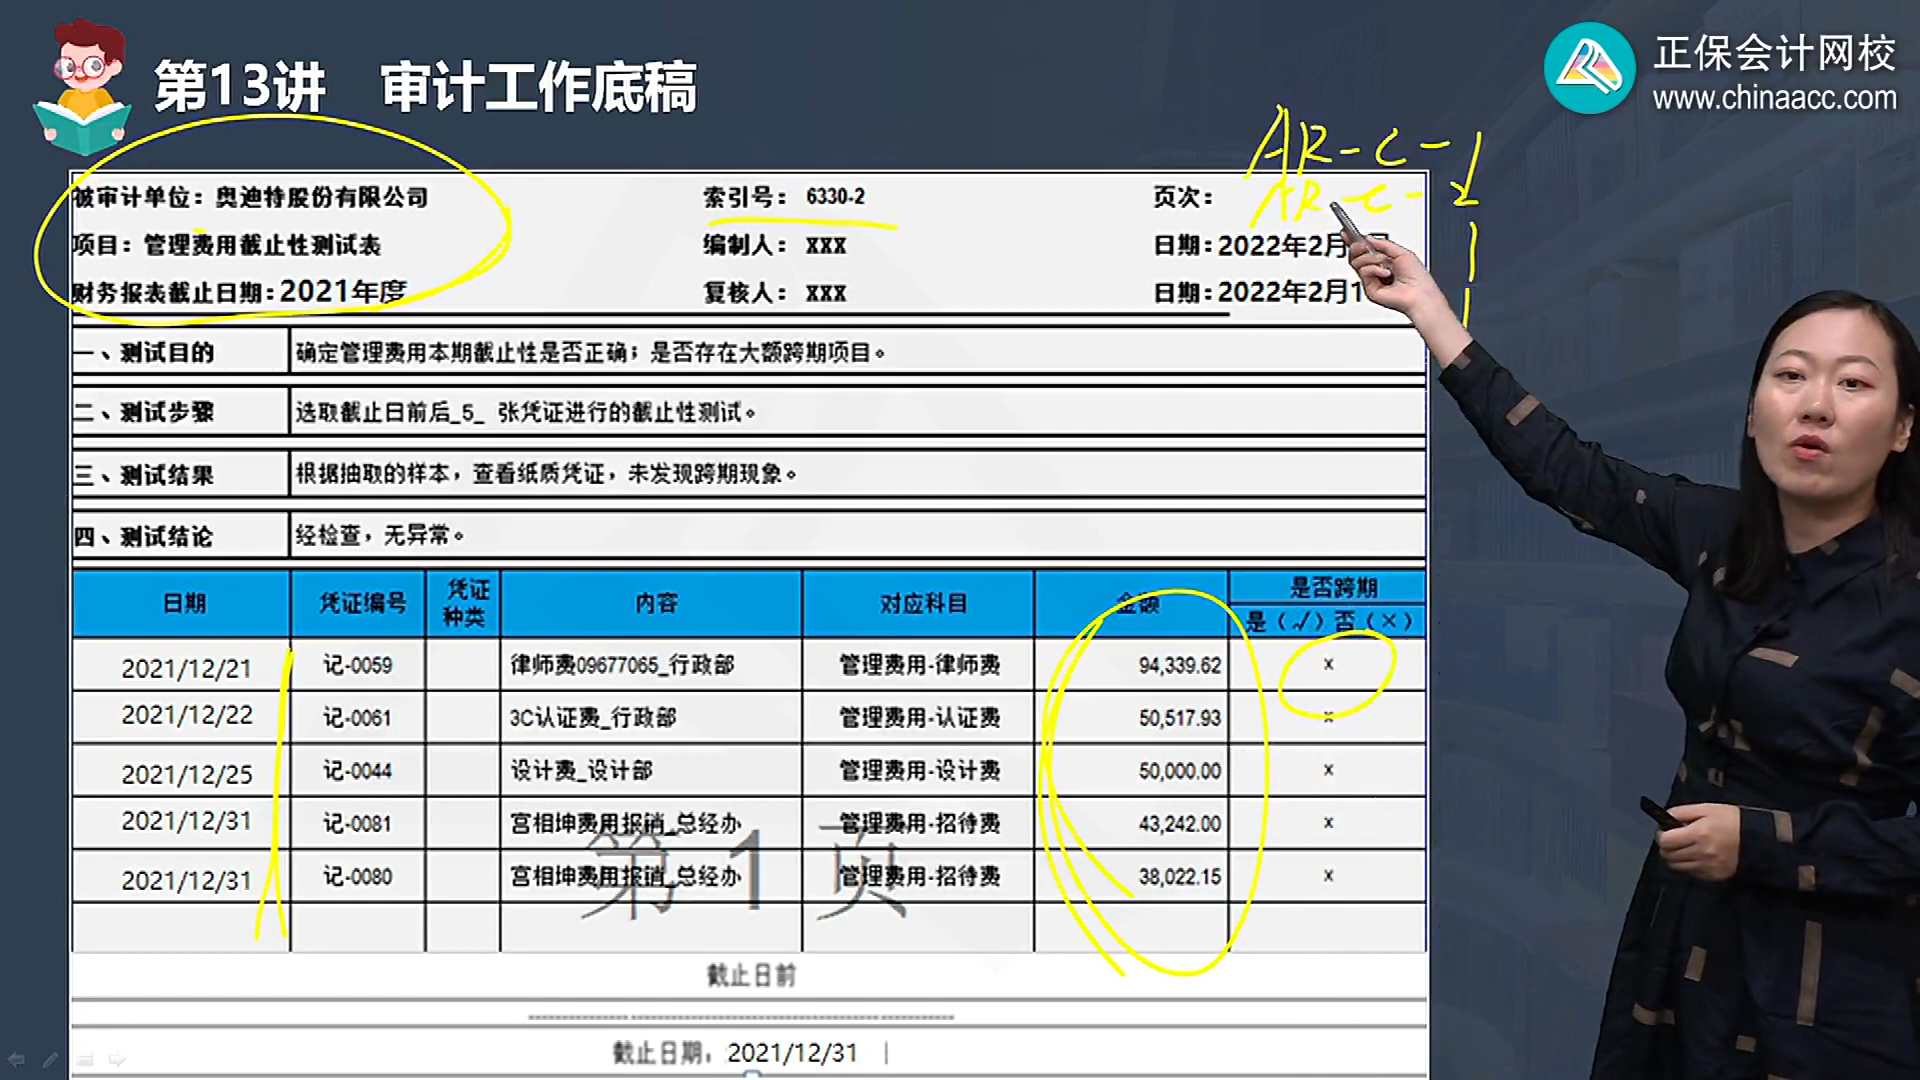 第13讲 审计工作底稿
正保会计网校
www.chinaacc.com
AR-C-1
AR-C-2
被审计单位：奥迪特股份有限公司 索引号： 6330-2 页次：
项目：管理费用截止性测试表 编制人： XXX 日期：2022年2月
财务报表截止日期：2021年度 复核人： XXX 日期：2022年2月1
一、测试目的 确定管理费用本期截止性是否正确；是否存在大额跨期项目。
二、测试步骤 选取截止日前后_5_ 张凭证进行的截止性测试。
三、测试结果 根据抽取的样本，查看纸质凭证，未发现跨期现象。
四、测试结论 经检查，无异常。
日期 凭证编号 凭证种类 内容 对应科目 金额 是否跨期
是（√）否（×）
2021/12/21 记-0059 律师费09677065_行政部 管理费用-律师费 94,339.62 x
2021/12/22 记-0061 3C认证费_行政部 管理费用-认证费 50,517.93 x
2021/12/25 记-0044 设计费_设计部 管理费用-设计费 50,000.00 x
2021/12/31 记-0081 宫相坤费用报销_总经办 管理费用-招待费 43,242.00 x
2021/12/31 记-0080 宫相坤费用报销_总经办 管理费用-招待费 38,022.15 x
第 1 页
截止日前
截止日期：2021/12/31